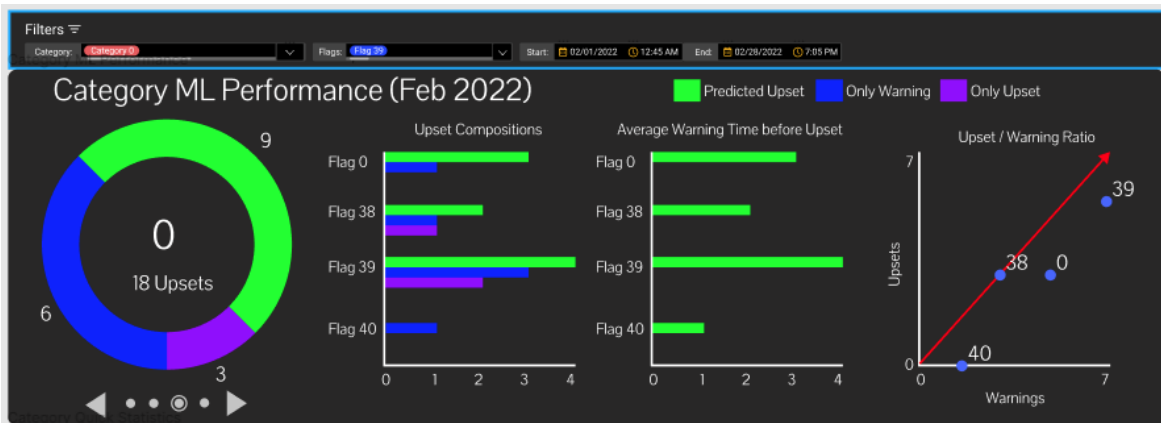 Filters
Category: Category 0 Flags: Flag 39 Start: 02/01/2022 12:45 AM End: 02/28/2022 7:05 PM
Category ML Performance (Feb 2022)
Predicted Upset Only Warning Only Upset
9
6
3
0
18 Upsets
Upset Compositions
Flag 0
Flag 38
Flag 39
Flag 40
0 1 2 3 4
Average Warning Time before Upset
Flag 0
Flag 38
Flag 39
Flag 40
0 1 2 3 4
Upset / Warning Ratio
7
39
38 0
Upsets
40
0
0 7
Warnings
Category Quick Statistics